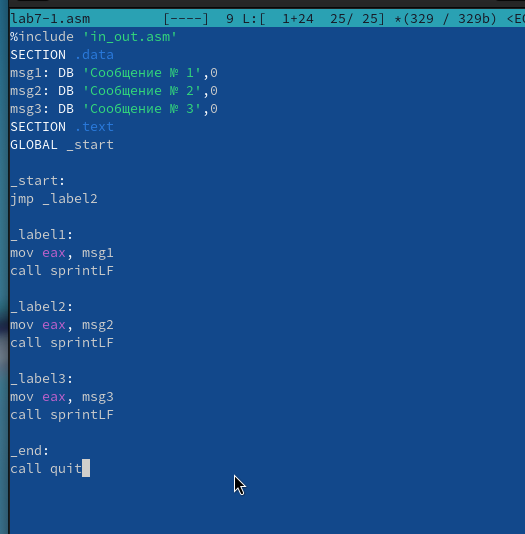 lab7-1.asm [----] 9 L:[ 1+24 25/ 25] *(329 / 329b) <EO
%include 'in_out.asm'
SECTION .data
msg1: DB 'Сообщение № 1',0
msg2: DB 'Сообщение № 2',0
msg3: DB 'Сообщение № 3',0
SECTION .text
GLOBAL _start
_start:
jmp _label2
_label1:
mov eax, msg1
call sprintLF
_label2:
mov eax, msg2
call sprintLF
_label3:
mov eax, msg3
call sprintLF
_end:
call quit